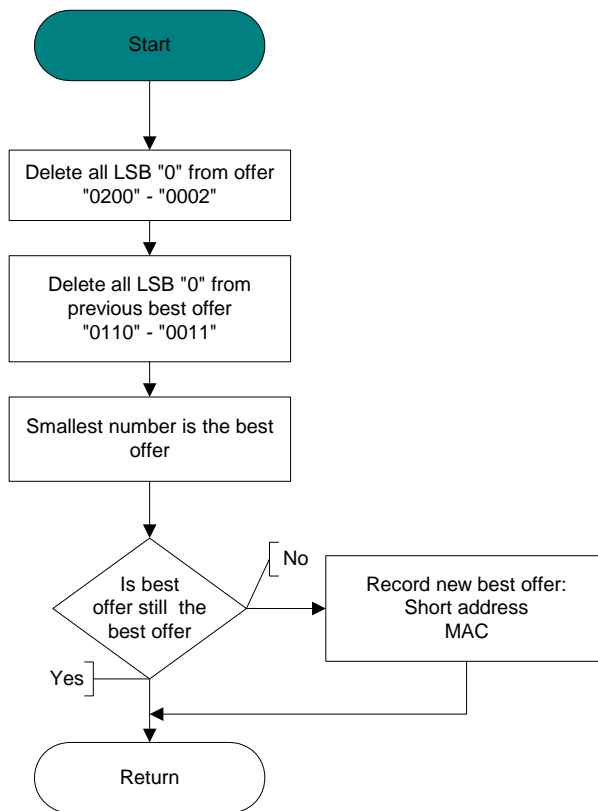 Start
Delete all LSB "0" from offer
"0200" - "0002"
Delete all LSB "0" from
previous best offer
"0110" - "0011"
Smallest number is the best
offer
Is best
offer still the
best offer
No
Record new best offer:
Short address
MAC
Yes
Return